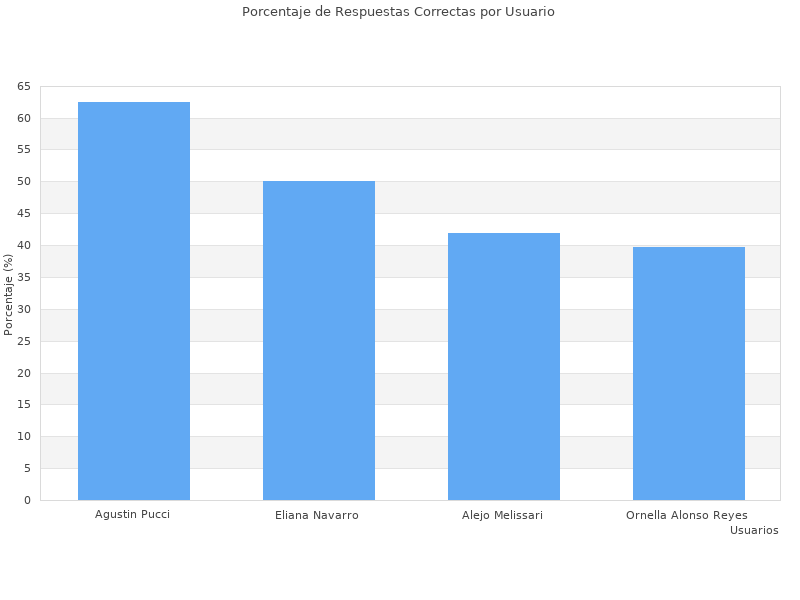 Porcentaje de Respuestas Correctas por Usuario
65
60
55
50
45
40
35
30
25
20
15
10
5
0
Porcentaje (%)
Agustin Pucci
Eliana Navarro
Alejo Melissari
Ornella Alonso Reyes
Usuarios